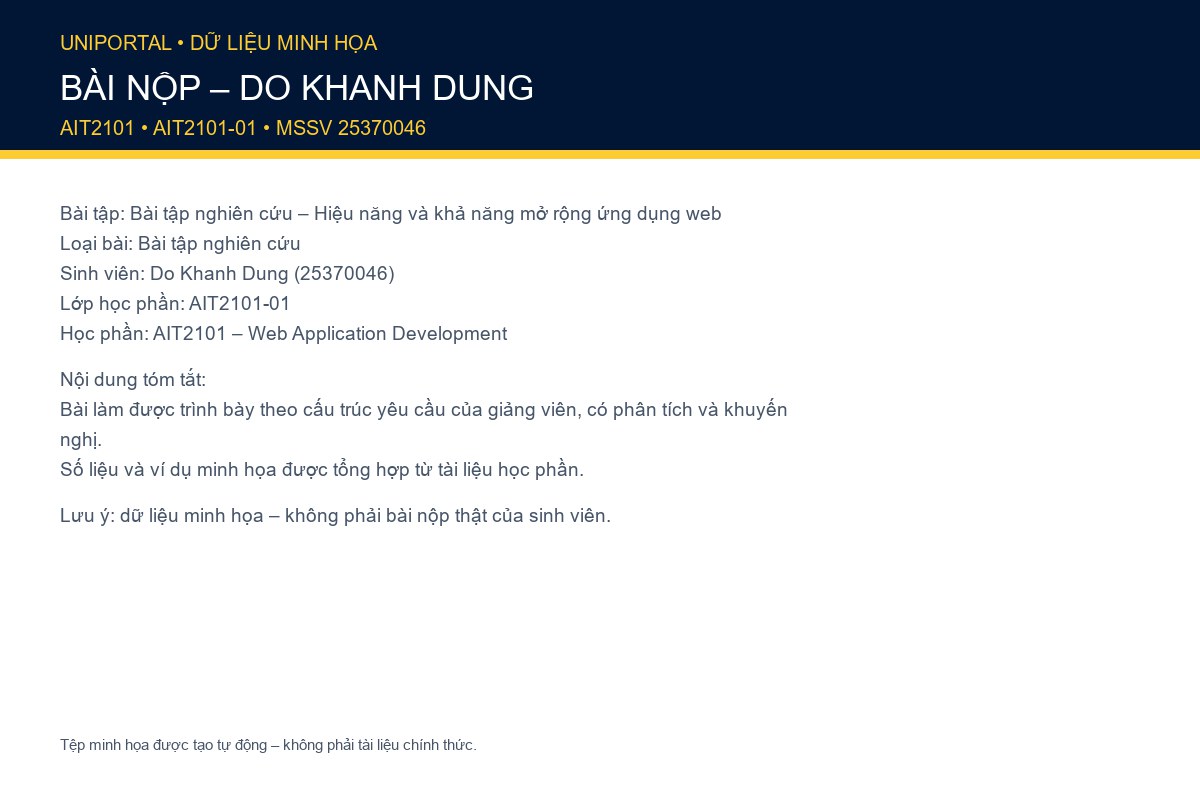 UNIPORTAL • DỮ LIỆU MINH HỌA
BÀI NỘP – DO KHANH DUNG
AIT2101 • AIT2101-01 • MSSV 25370046
Bài tập: Bài tập nghiên cứu – Hiệu năng và khả năng mở rộng ứng dụng web
Loại bài: Bài tập nghiên cứu
Sinh viên: Do Khanh Dung (25370046)
Lớp học phần: AIT2101-01
Học phần: AIT2101 – Web Application Development
Nội dung tóm tắt:
Bài làm được trình bày theo cấu trúc yêu cầu của giảng viên, có phân tích và khuyến
nghị.
Số liệu và ví dụ minh họa được tổng hợp từ tài liệu học phần.
Lưu ý: dữ liệu minh họa – không phải bài nộp thật của sinh viên.
Tệp minh họa được tạo tự động – không phải tài liệu chính thức.